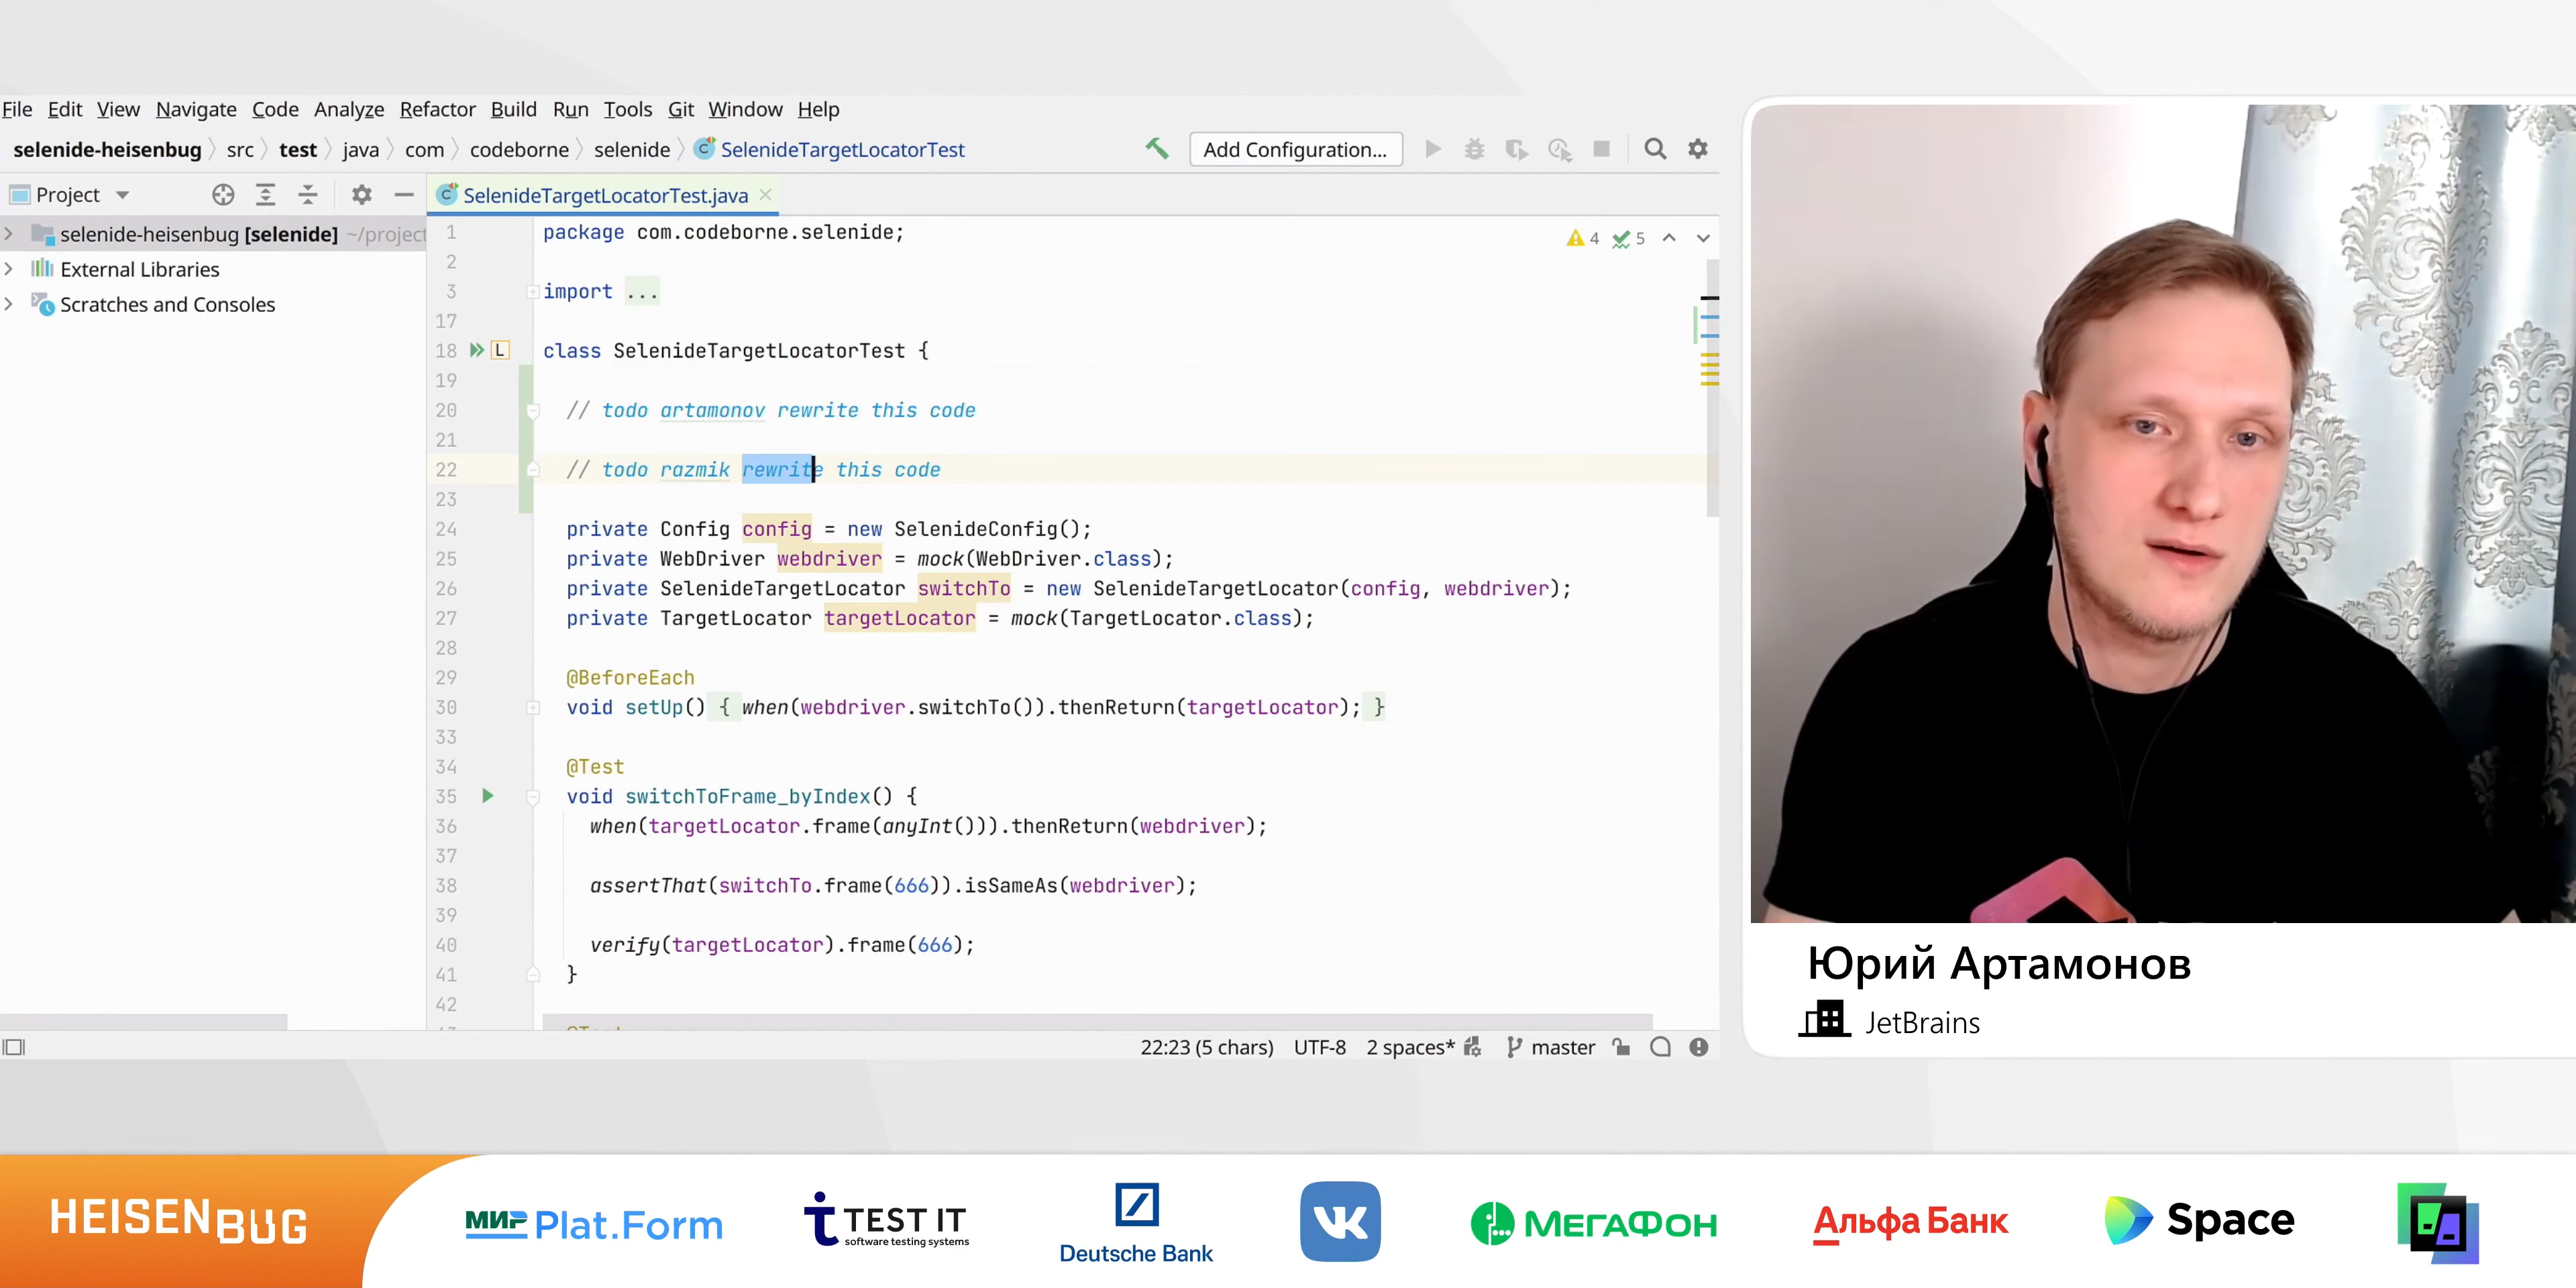 File Edit View Navigate Code Analyze Refactor Build Run Tools Git Window Help
selenide-heisenbug src test java com codeborne selenide SelenideTargetLocatorTest
Add Configuration...
Project
selenide-heisenbug [selenide] ~/project
External Libraries
Scratches and Consoles
SelenideTargetLocatorTest.java
4 5
1 package com.codeborne.selenide;
2
3 import ...
17
18 L class SelenideTargetLocatorTest {
19
20 // todo artamonov rewrite this code
21
22 // todo razmik rewrite this code
23
24 private Config config = new SelenideConfig();
25 private WebDriver webdriver = mock(WebDriver.class);
26 private SelenideTargetLocator switchTo = new SelenideTargetLocator(config, webdriver);
27 private TargetLocator targetLocator = mock(TargetLocator.class);
28
29 @BeforeEach
30 void setUp() { when(webdriver.switchTo()).thenReturn(targetLocator); }
33
34 @Test
35 void switchToFrame_byIndex() {
36 when(targetLocator.frame(anyInt())).thenReturn(webdriver);
37
38 assertThat(switchTo.frame(666)).isSameAs(webdriver);
39
40 verify(targetLocator).frame(666);
41 }
42
22:23 (5 chars) UTF-8 2 spaces* master
Юрий Артамонов
JetBrains
HEISENBUG
МИР Plat.Form
TEST IT
software testing systems
Deutsche Bank
VK
МЕГАФОН
Альфа Банк
Space